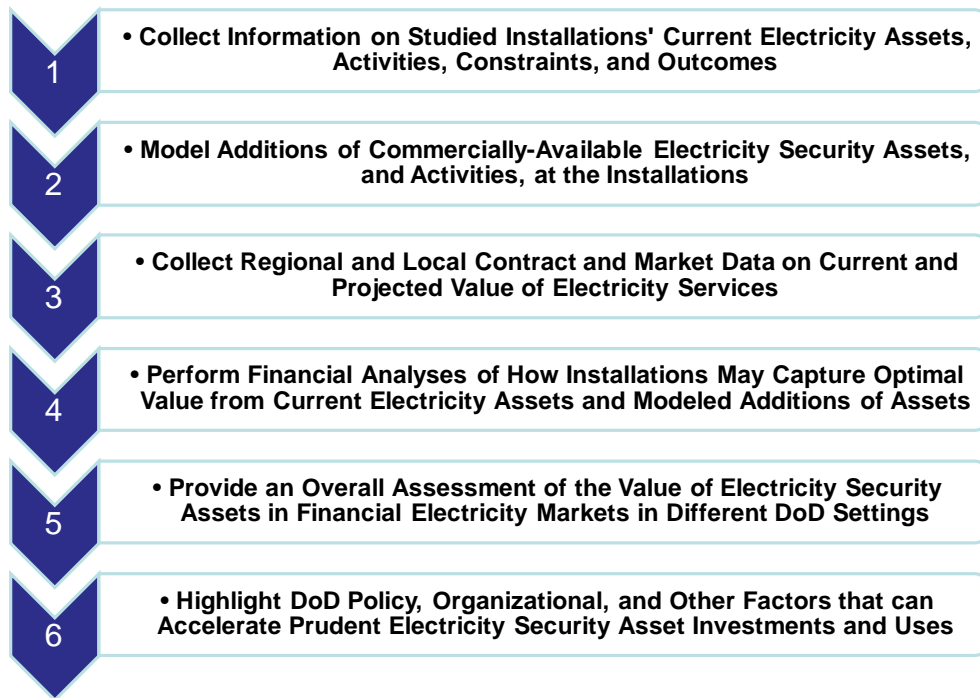 1
• Collect Information on Studied Installations' Current Electricity Assets,
Activities, Constraints, and Outcomes
2
• Model Additions of Commercially-Available Electricity Security Assets,
and Activities, at the Installations
3
• Collect Regional and Local Contract and Market Data on Current and
Projected Value of Electricity Services
4
• Perform Financial Analyses of How Installations May Capture Optimal
Value from Current Electricity Assets and Modeled Additions of Assets
5
• Provide an Overall Assessment of the Value of Electricity Security
Assets in Financial Electricity Markets in Different DoD Settings
6
• Highlight DoD Policy, Organizational, and Other Factors that can
Accelerate Prudent Electricity Security Asset Investments and Uses